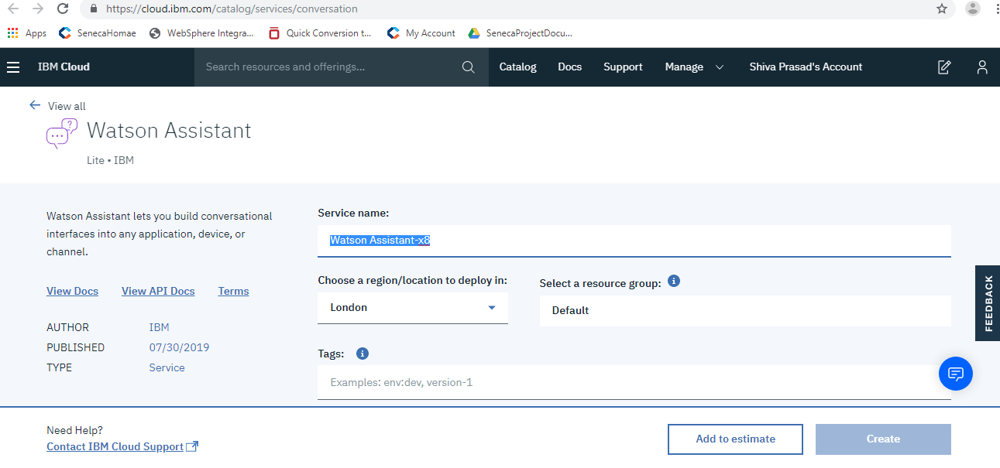 https://cloud.ibm.com/catalog/services/conversation
Apps SenecaHomae WebSphere Integra... Quick Conversion t... My Account SenecaProjectDocu...
IBM Cloud Search resources and offerings... Catalog Docs Support Manage Shiva Prasad's Account
View all
?
Watson Assistant
Lite • IBM
Watson Assistant lets you build conversational
interfaces into any application, device, or
channel.
View Docs View API Docs Terms
AUTHOR IBM
PUBLISHED 07/30/2019
TYPE Service
Service name:
Watson Assistant-x8
Choose a region/location to deploy in: Select a resource group: i
London Default
Tags: i
Examples: env:dev, version-1
FEEDBACK
Need Help?
Contact IBM Cloud Support
Add to estimate Create